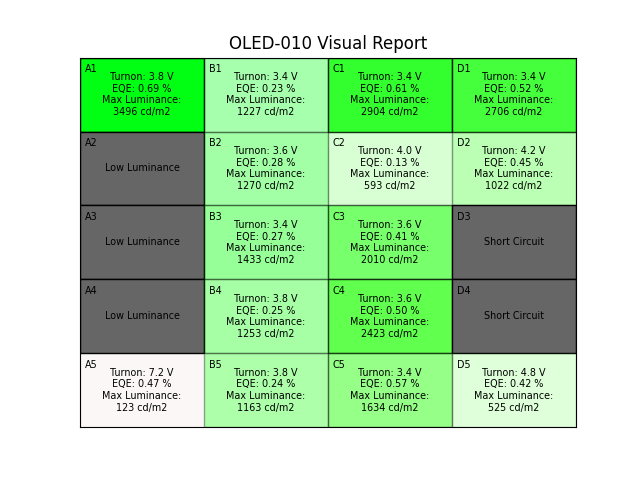 OLED-010 Visual Report
A1
Turnon: 3.8 V
EQE: 0.69 %
Max Luminance:
3496 cd/m2
B1
Turnon: 3.4 V
EQE: 0.23 %
Max Luminance:
1227 cd/m2
C1
Turnon: 3.4 V
EQE: 0.61 %
Max Luminance:
2904 cd/m2
D1
Turnon: 3.4 V
EQE: 0.52 %
Max Luminance:
2706 cd/m2
A2
Low Luminance
B2
Turnon: 3.6 V
EQE: 0.28 %
Max Luminance:
1270 cd/m2
C2
Turnon: 4.0 V
EQE: 0.13 %
Max Luminance:
593 cd/m2
D2
Turnon: 4.2 V
EQE: 0.45 %
Max Luminance:
1022 cd/m2
A3
Low Luminance
B3
Turnon: 3.4 V
EQE: 0.27 %
Max Luminance:
1433 cd/m2
C3
Turnon: 3.6 V
EQE: 0.41 %
Max Luminance:
2010 cd/m2
D3
Short Circuit
A4
Low Luminance
B4
Turnon: 3.8 V
EQE: 0.25 %
Max Luminance:
1253 cd/m2
C4
Turnon: 3.6 V
EQE: 0.50 %
Max Luminance:
2423 cd/m2
D4
Short Circuit
A5
Turnon: 7.2 V
EQE: 0.47 %
Max Luminance:
123 cd/m2
B5
Turnon: 3.8 V
EQE: 0.24 %
Max Luminance:
1163 cd/m2
C5
Turnon: 3.4 V
EQE: 0.57 %
Max Luminance:
1634 cd/m2
D5
Turnon: 4.8 V
EQE: 0.42 %
Max Luminance:
525 cd/m2